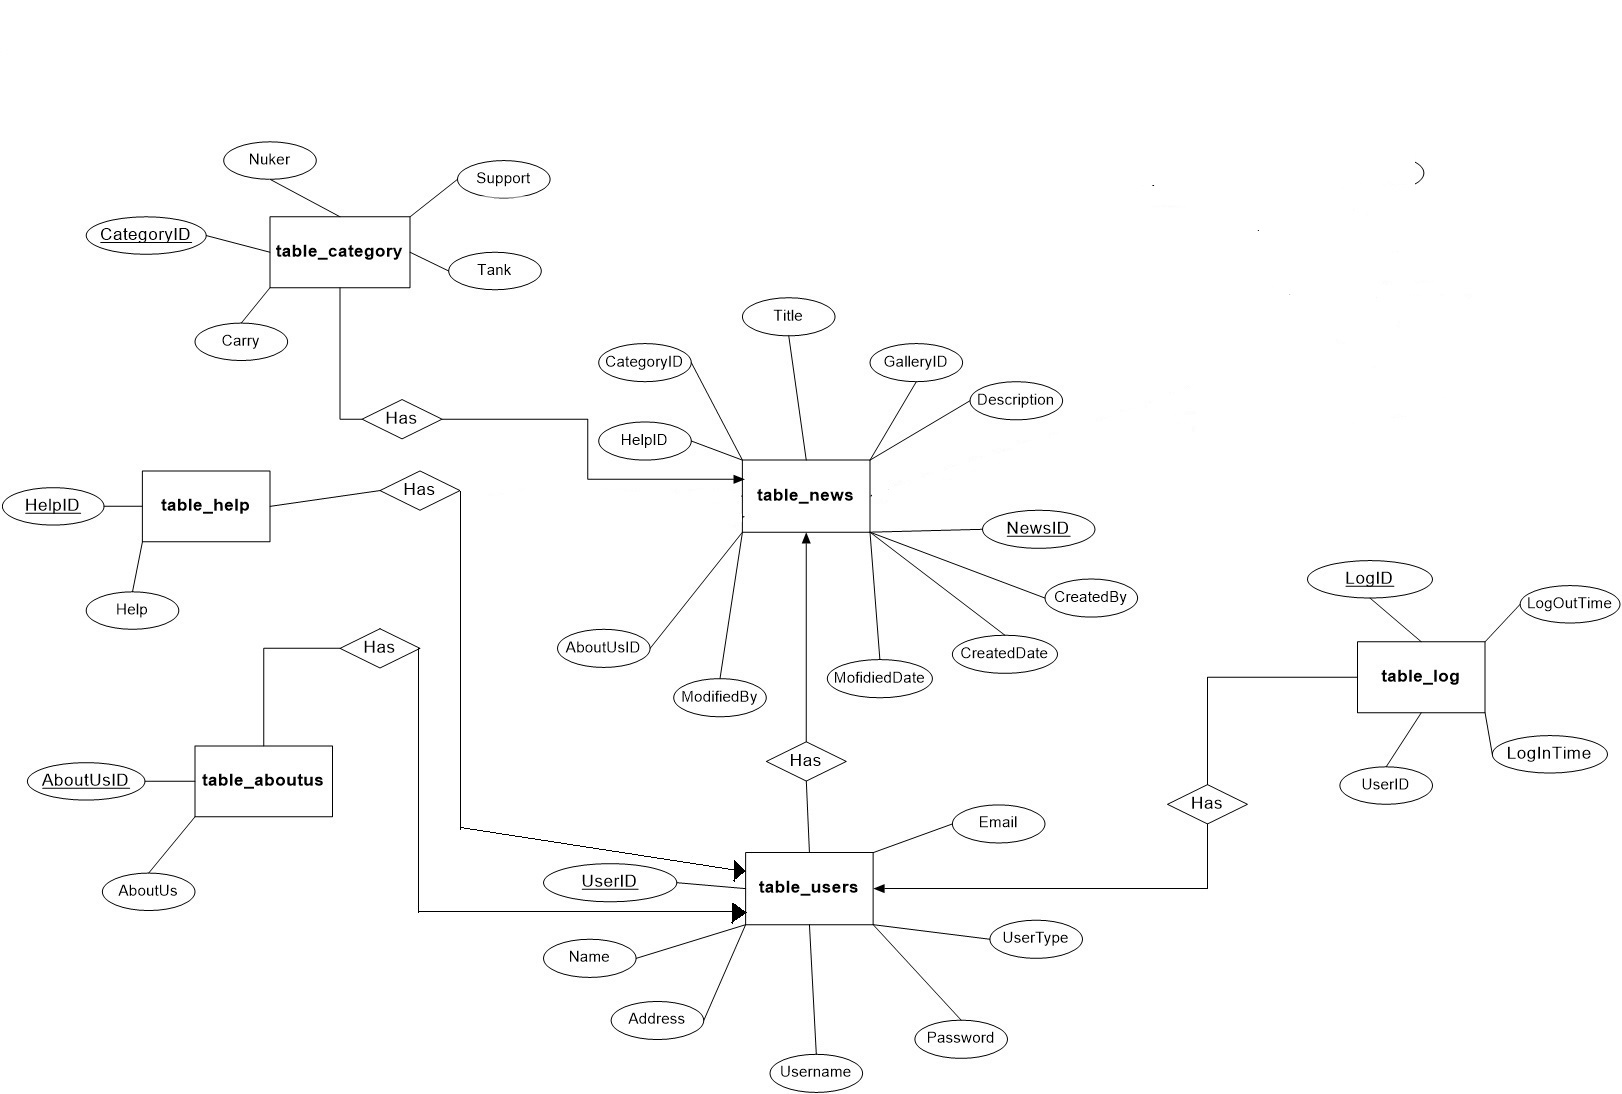 Nuker
Support
CategoryID
table_category
Tank
Carry
Title
CategoryID
GalleryID
Description
Has
HelpID
Has
table_news
HelpID
table_help
NewsID
Help
CreatedBy
LogID
LogOutTime
Has
AboutUsID
CreatedDate
ModifiedBy
MofidiedDate
table_log
LogInTime
UserID
Has
AboutUsID
table_aboutus
Has
Email
AboutUs
UserID
table_users
UserType
Name
Address
Password
Username